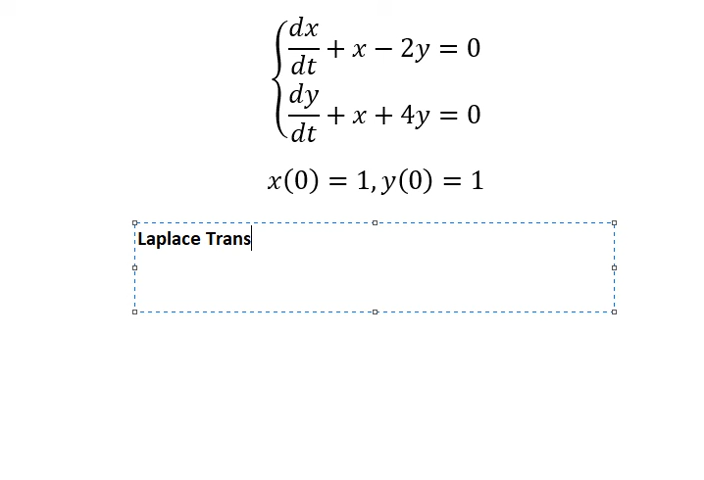 dx/dt + x − 2y = 0
dy/dt + x + 4y = 0
x(0) = 1, y(0) = 1
Laplace Trans